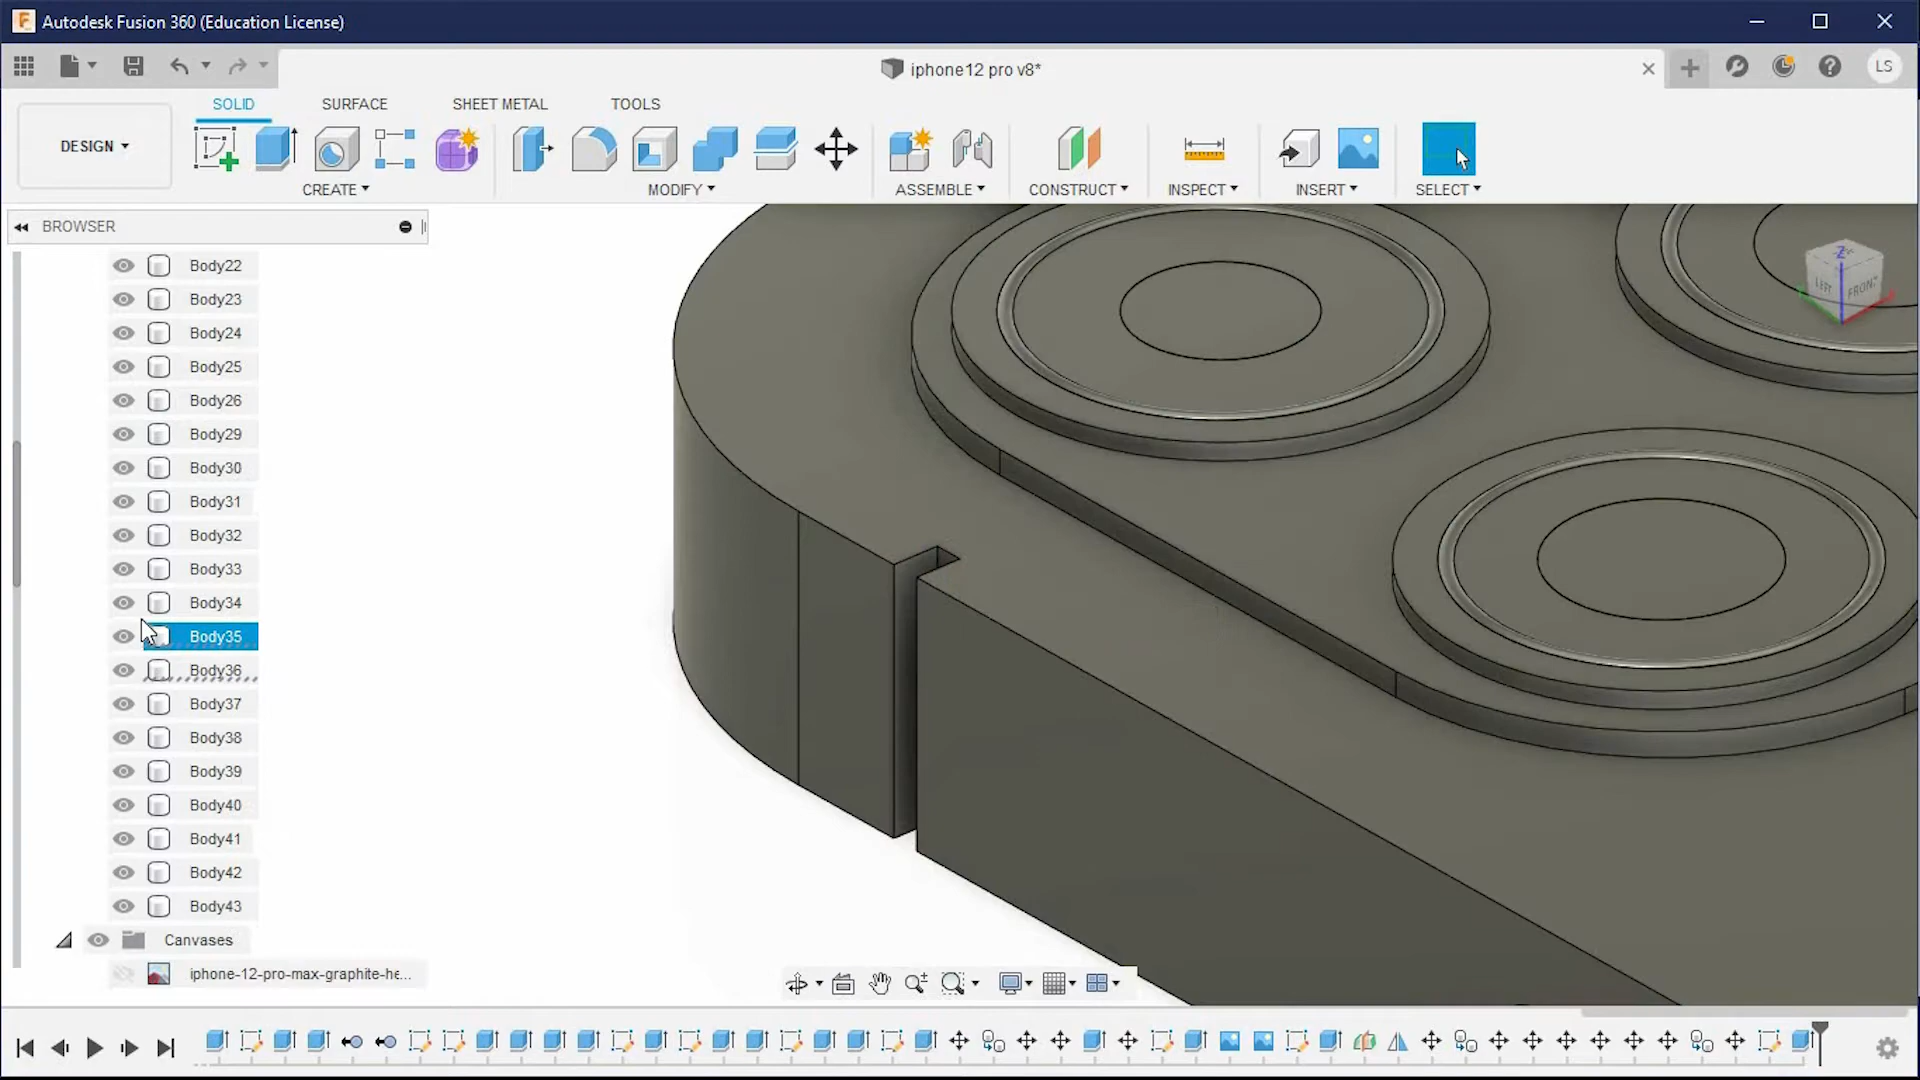 Autodesk Fusion 360 (Education License)
iphone12 pro v8*
LS
SOLID SURFACE SHEET METAL TOOLS
DESIGN
CREATE MODIFY ASSEMBLE CONSTRUCT INSPECT INSERT SELECT
BROWSER
Body22
Body23
Body24
Body25
Body26
Body29
Body30
Body31
Body32
Body33
Body34
Body35
Body36
Body37
Body38
Body39
Body40
Body41
Body42
Body43
Canvases
iphone-12-pro-max-graphite-he...
Z
LEFT FRONT